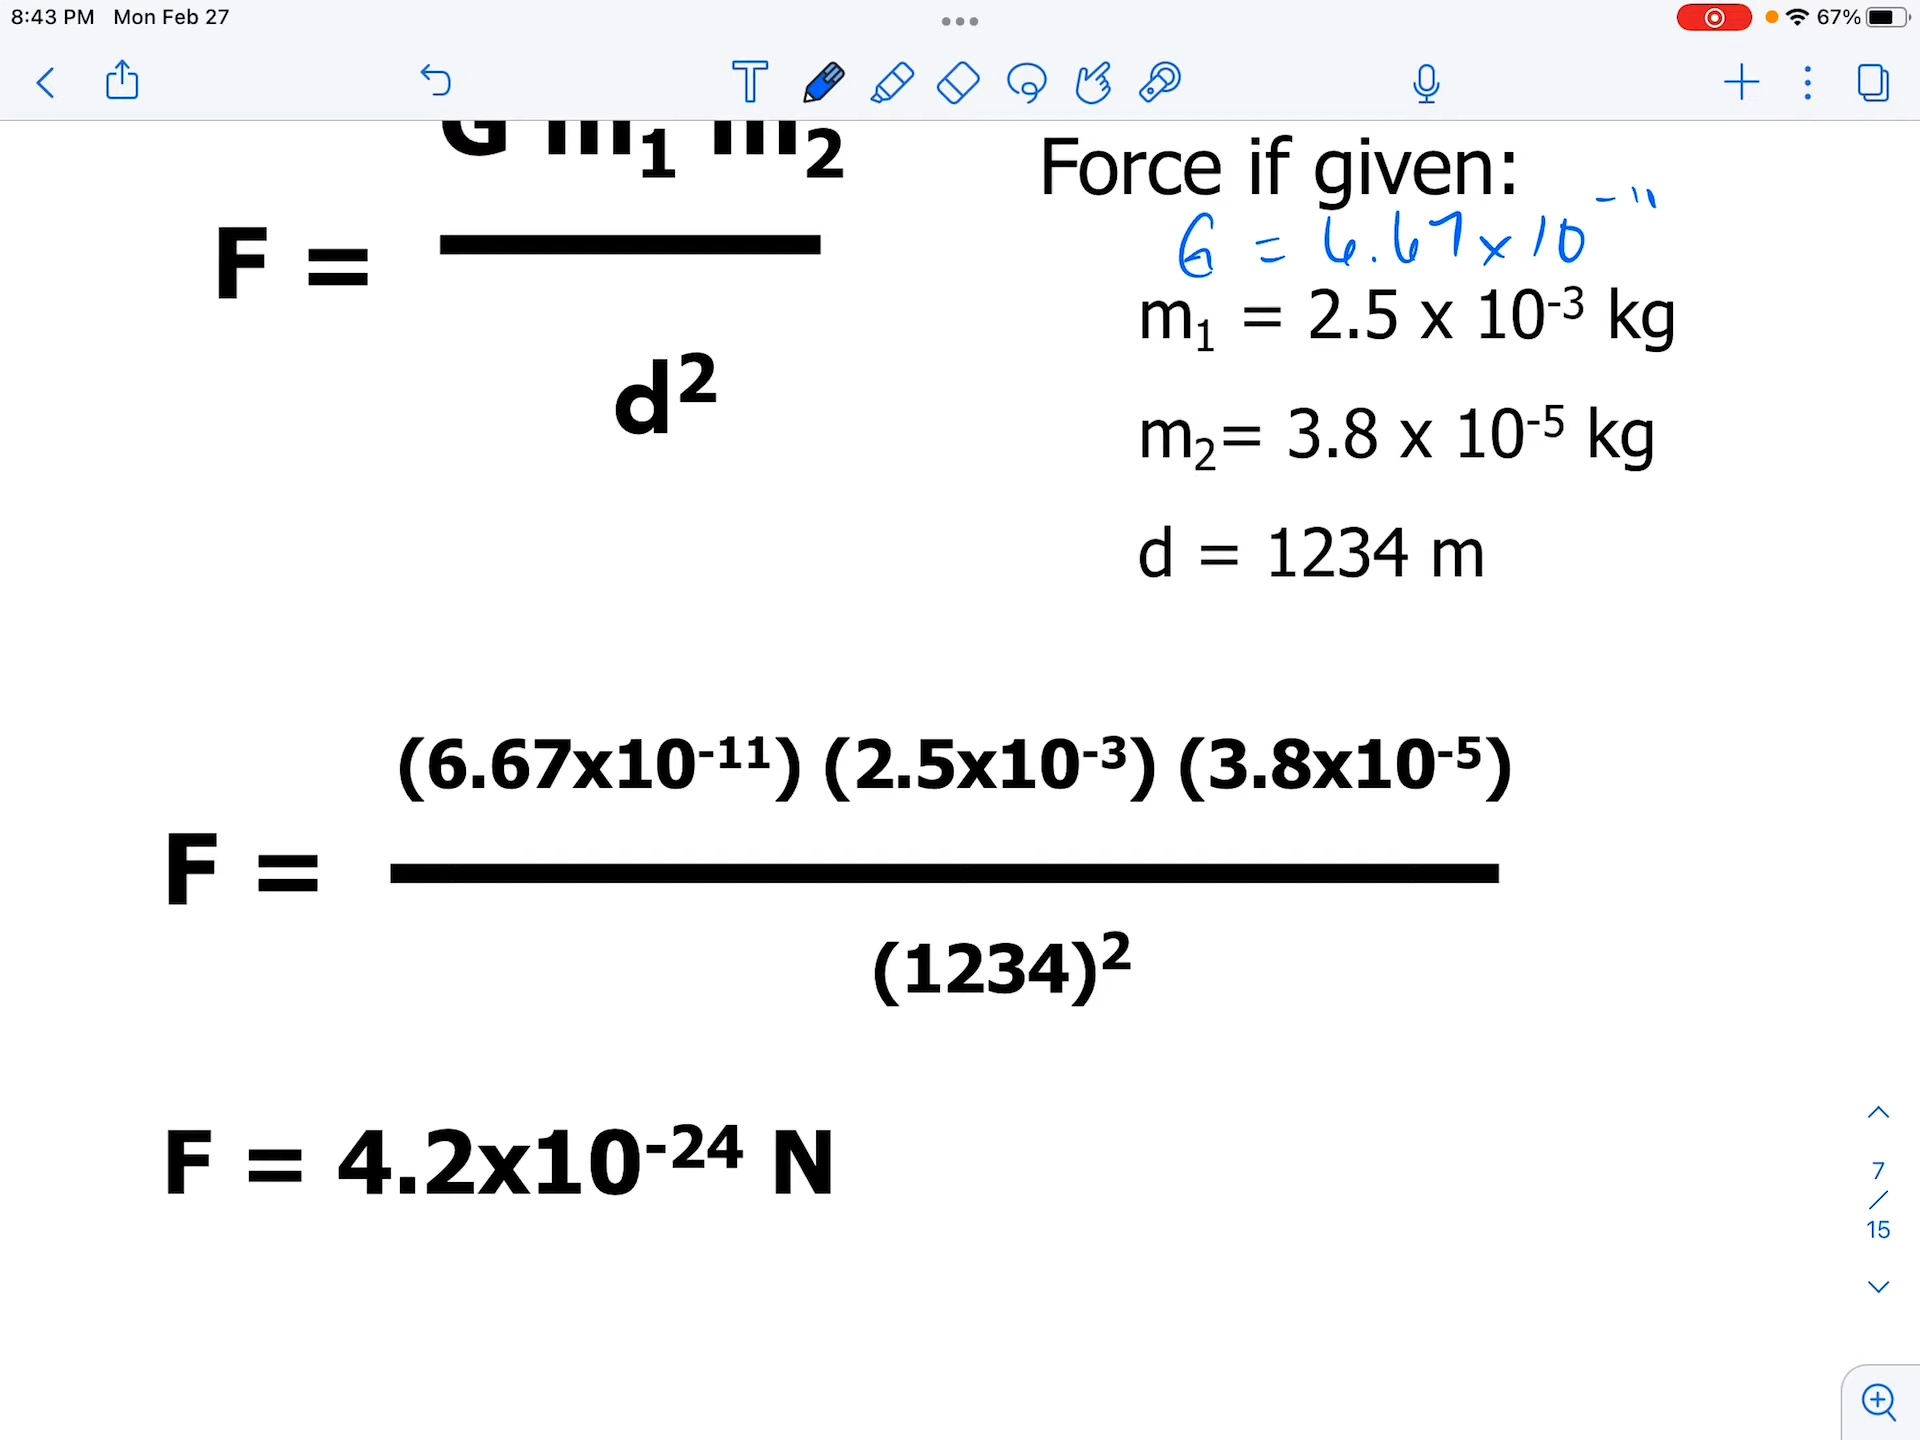 8:43 PM Mon Feb 27
67%
G m₁ m₂
F =
d²
Force if given:
G = 6.67 x 10⁻¹¹
m₁ = 2.5 x 10⁻³ kg
m₂= 3.8 x 10⁻⁵ kg
d = 1234 m
(6.67x10⁻¹¹) (2.5x10⁻³) (3.8x10⁻⁵)
F =
(1234)²
F = 4.2x10⁻²⁴ N
7
/
15